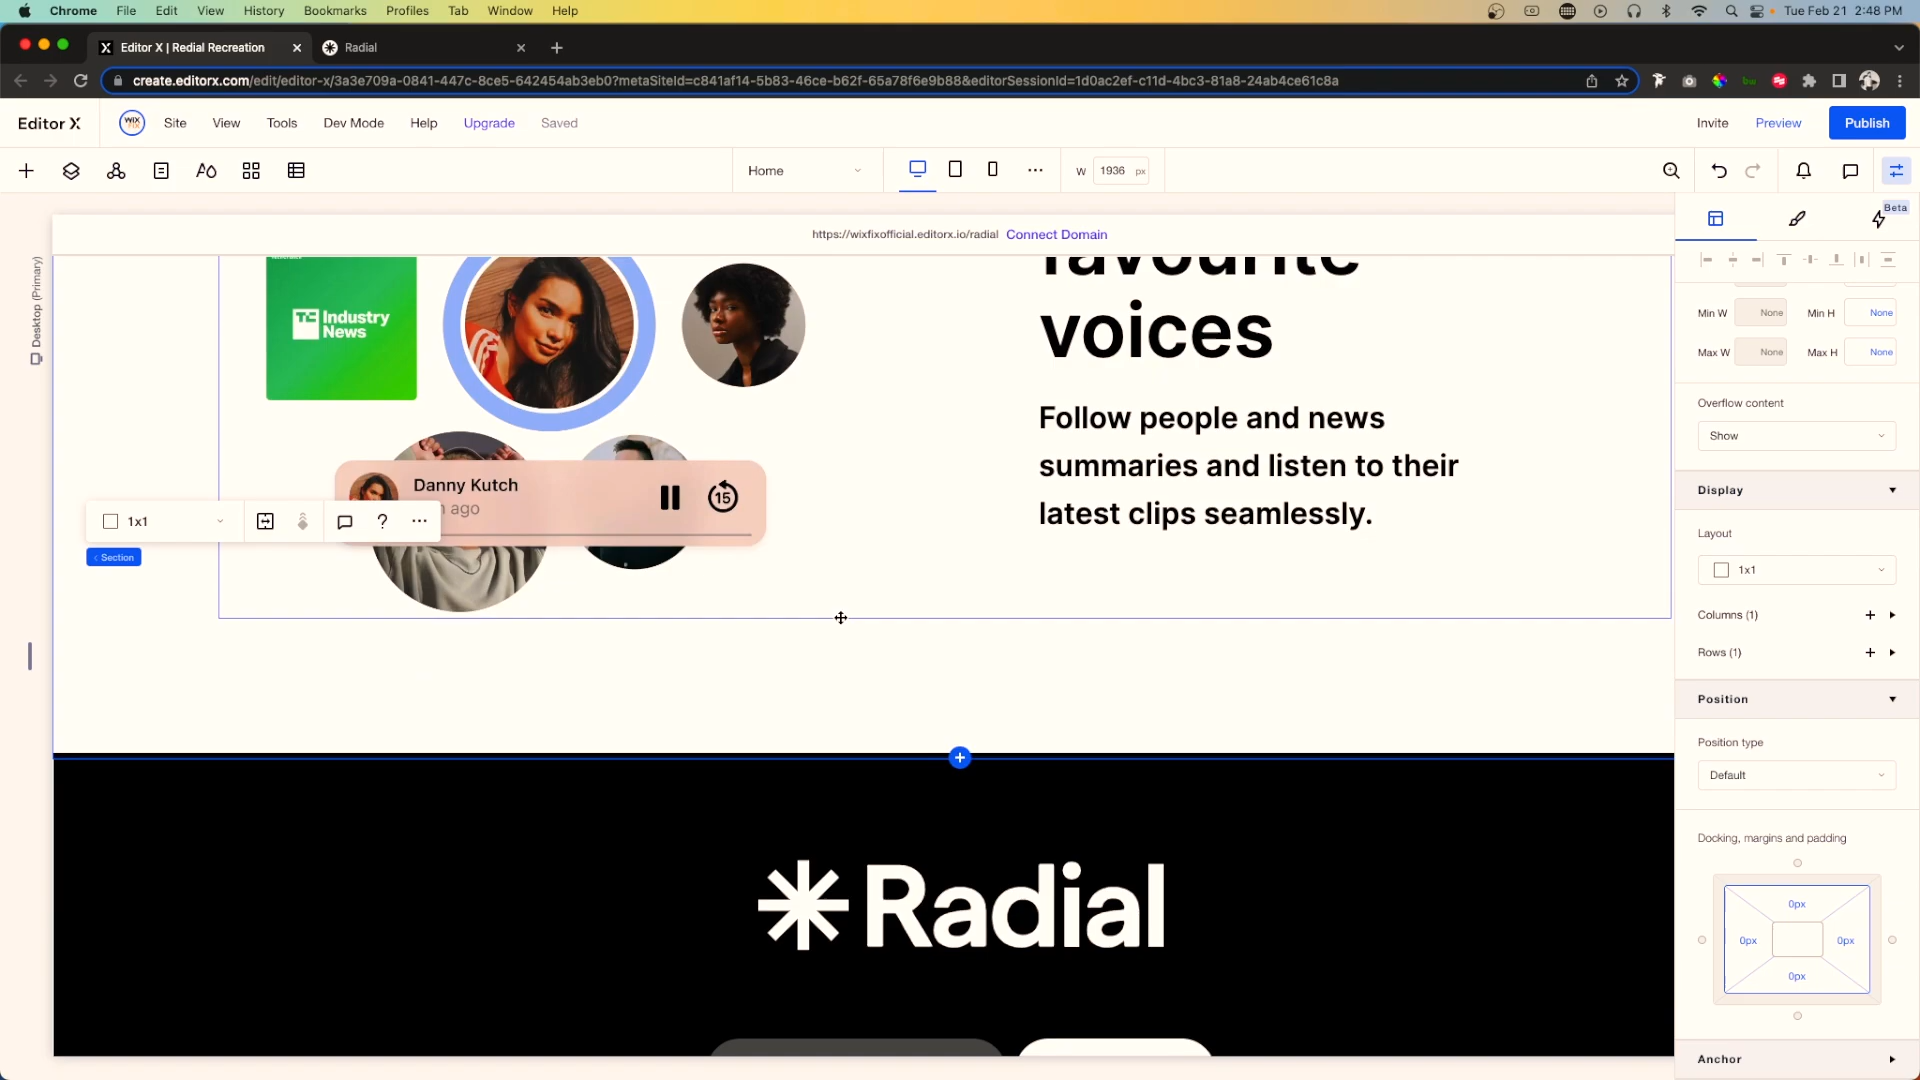 Chrome File Edit View History Bookmarks Profiles Tab Window Help
Tue Feb 21 2:48 PM
Editor X | Redial Recreation
Radial
create.editorx.com/edit/editor-x/3a3e709a-0841-447c-8ce5-642454ab3eb0?metaSiteId=c841af14-5b83-46ce-b62f-65a78f6e9b88&editorSessionId=1d0ac2ef-c11d-4bc3-81a8-24ab4ce61c8a
Editor X
WIX
FIX
Site View Tools Dev Mode Help Upgrade Saved
Invite Preview Publish
Home
W 1936 px
Beta
https://wixfixofficial.editorx.io/radial Connect Domain
Desktop (Primary)
favourite
voices
Industry
News
Follow people and news
summaries and listen to their
latest clips seamlessly.
Danny Kutch
ago
15
1x1
?
Section
Radial
Min W None Min H None
Max W None Max H None
Overflow content
Show
Display
Layout
1x1
Columns (1)
Rows (1)
Position
Position type
Default
Docking, margins and padding
0px
0px 0px
0px
Anchor